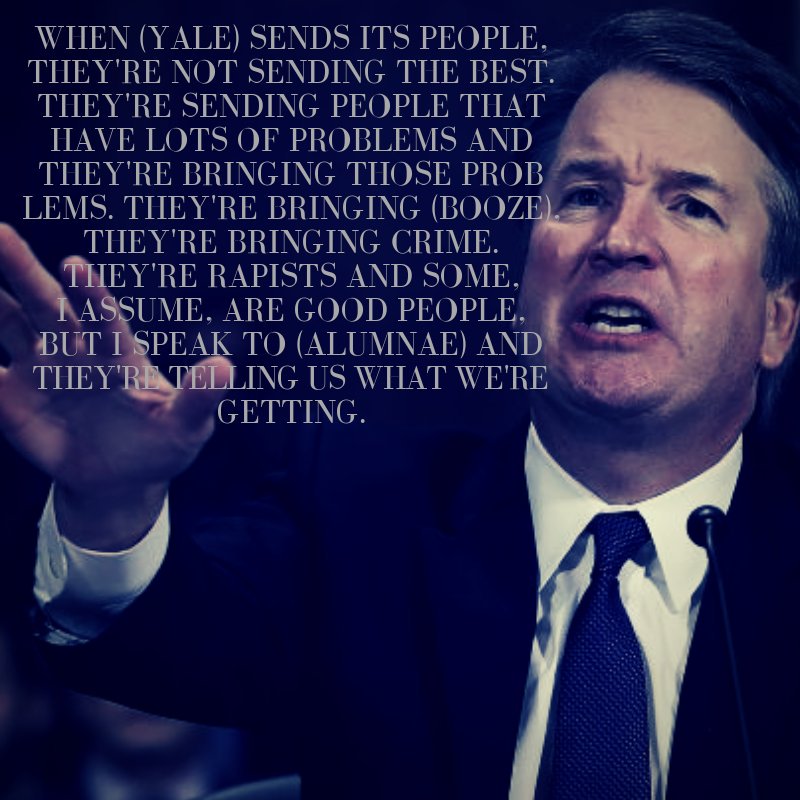 WHEN (YALE) SENDS ITS PEOPLE,
THEY'RE NOT SENDING THE BEST.
THEY'RE SENDING PEOPLE THAT
HAVE LOTS OF PROBLEMS AND
THEY'RE BRINGING THOSE PROB
LEMS. THEY'RE BRINGING (BOOZE).
THEY'RE BRINGING CRIME.
THEY'RE RAPISTS AND SOME,
I ASSUME, ARE GOOD PEOPLE,
BUT I SPEAK TO (ALUMNAE) AND
THEY'RE TELLING US WHAT WE'RE
GETTING.